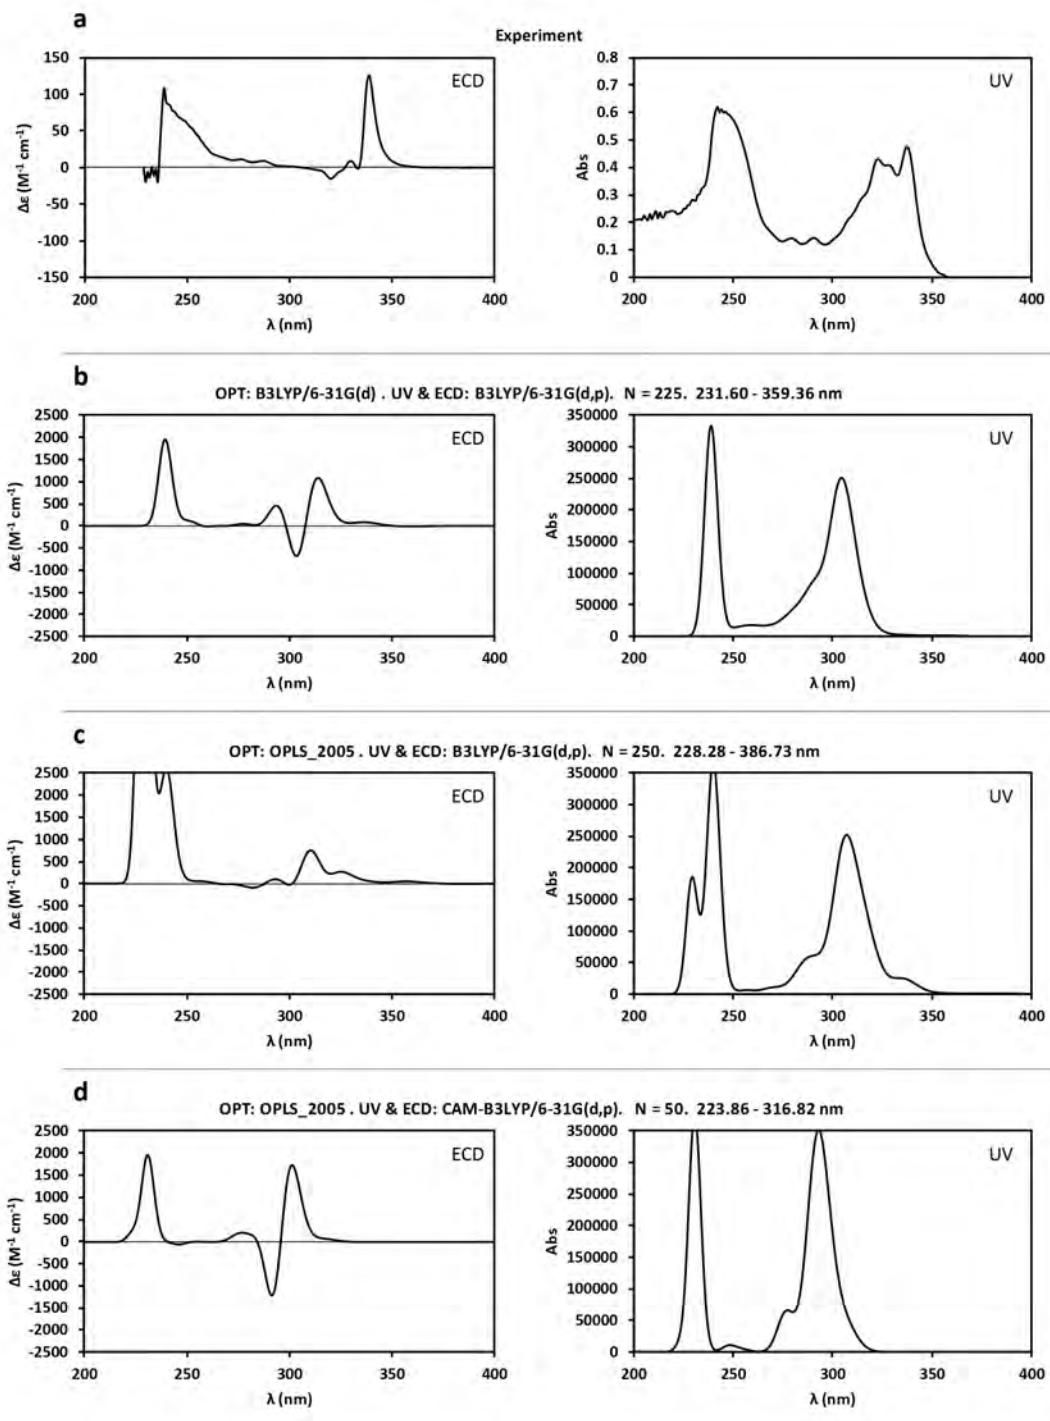 a
Experiment
150
100
50
0
-50
-100
-150
Δε (M⁻¹ cm⁻¹)
ECD
200 250 300 350 400
λ (nm)
0.8
0.7
0.6
0.5
0.4
0.3
0.2
0.1
0
Abs
UV
200 250 300 350 400
λ (nm)
b
OPT: B3LYP/6-31G(d) . UV & ECD: B3LYP/6-31G(d,p). N = 225. 231.60 - 359.36 nm
2500
2000
1500
1000
500
0
-500
-1000
-1500
-2000
-2500
Δε (M⁻¹ cm⁻¹)
ECD
200 250 300 350 400
λ (nm)
350000
300000
250000
200000
150000
100000
50000
0
Abs
UV
200 250 300 350 400
λ (nm)
c
OPT: OPLS_2005 . UV & ECD: B3LYP/6-31G(d,p). N = 250. 228.28 - 386.73 nm
2500
2000
1500
1000
500
0
-500
-1000
-1500
-2000
-2500
Δε (M⁻¹ cm⁻¹)
ECD
200 250 300 350 400
λ (nm)
350000
300000
250000
200000
150000
100000
50000
0
Abs
UV
200 250 300 350 400
λ (nm)
d
OPT: OPLS_2005 . UV & ECD: CAM-B3LYP/6-31G(d,p). N = 50. 223.86 - 316.82 nm
2500
2000
1500
1000
500
0
-500
-1000
-1500
-2000
-2500
Δε (M⁻¹ cm⁻¹)
ECD
200 250 300 350 400
λ (nm)
350000
300000
250000
200000
150000
100000
50000
0
Abs
UV
200 250 300 350 400
λ (nm)